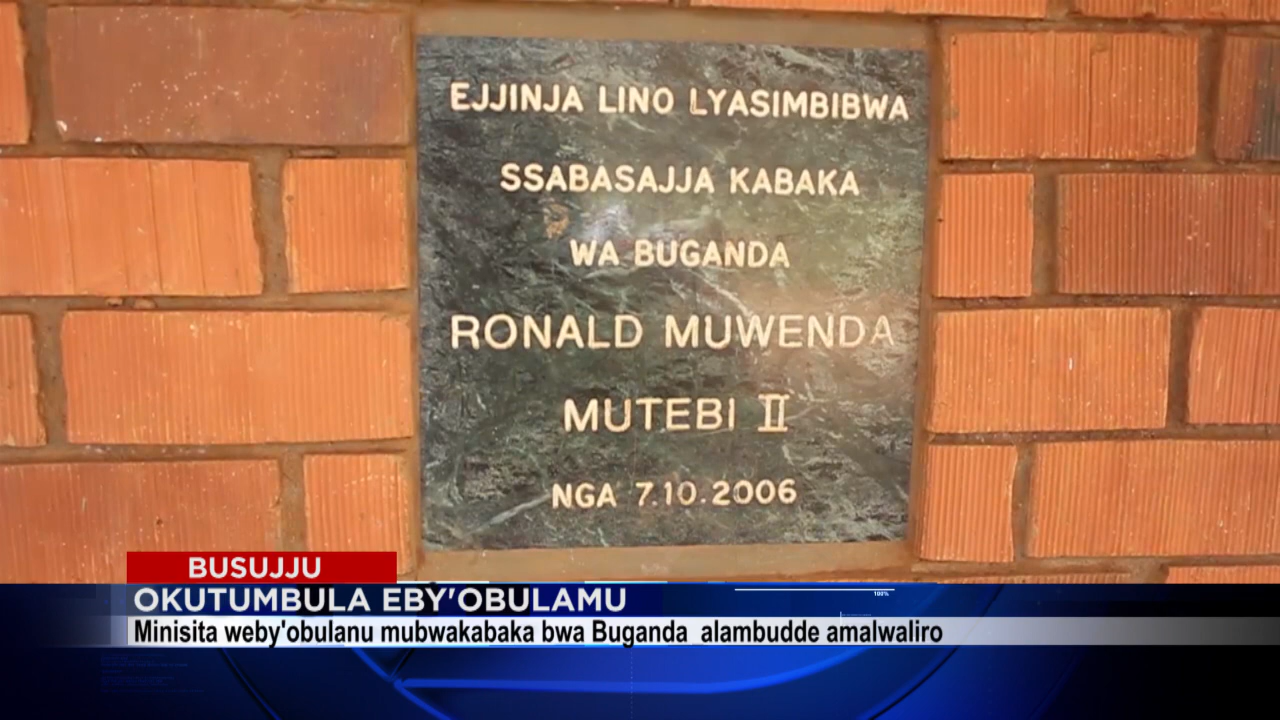 EJJINJA LINO LYASIMBIBWA
SSABASAJJA KABAKA
WA BUGANDA
RONALD MUWENDA
MUTEBI II
NGA 7.10.2006
BUSUJJU
OKUTUMBULA EBY'OBULAMU
100%
Minisita weby'obulanu mubwakabaka bwa Buganda alambudde amalwaliro